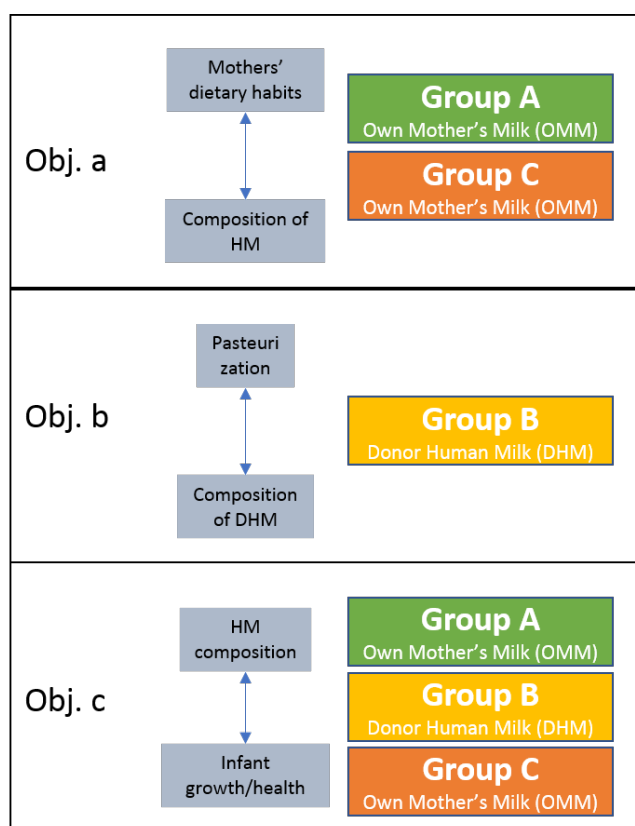 Obj. a
Mothers'
dietary habits
Composition of
HM
Group A
Own Mother's Milk (OMM)
Group C
Own Mother's Milk (OMM)
Obj. b
Pasteuri
zation
Composition
of DHM
Group B
Donor Human Milk (DHM)
Obj. c
HM
composition
Infant
growth/health
Group A
Own Mother's Milk (OMM)
Group B
Donor Human Milk (DHM)
Group C
Own Mother's Milk (OMM)